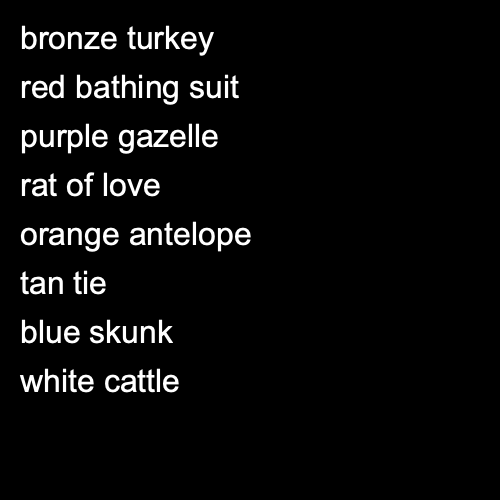 bronze turkey
red bathing suit
purple gazelle
rat of love
orange antelope
tan tie
blue skunk
white cattle